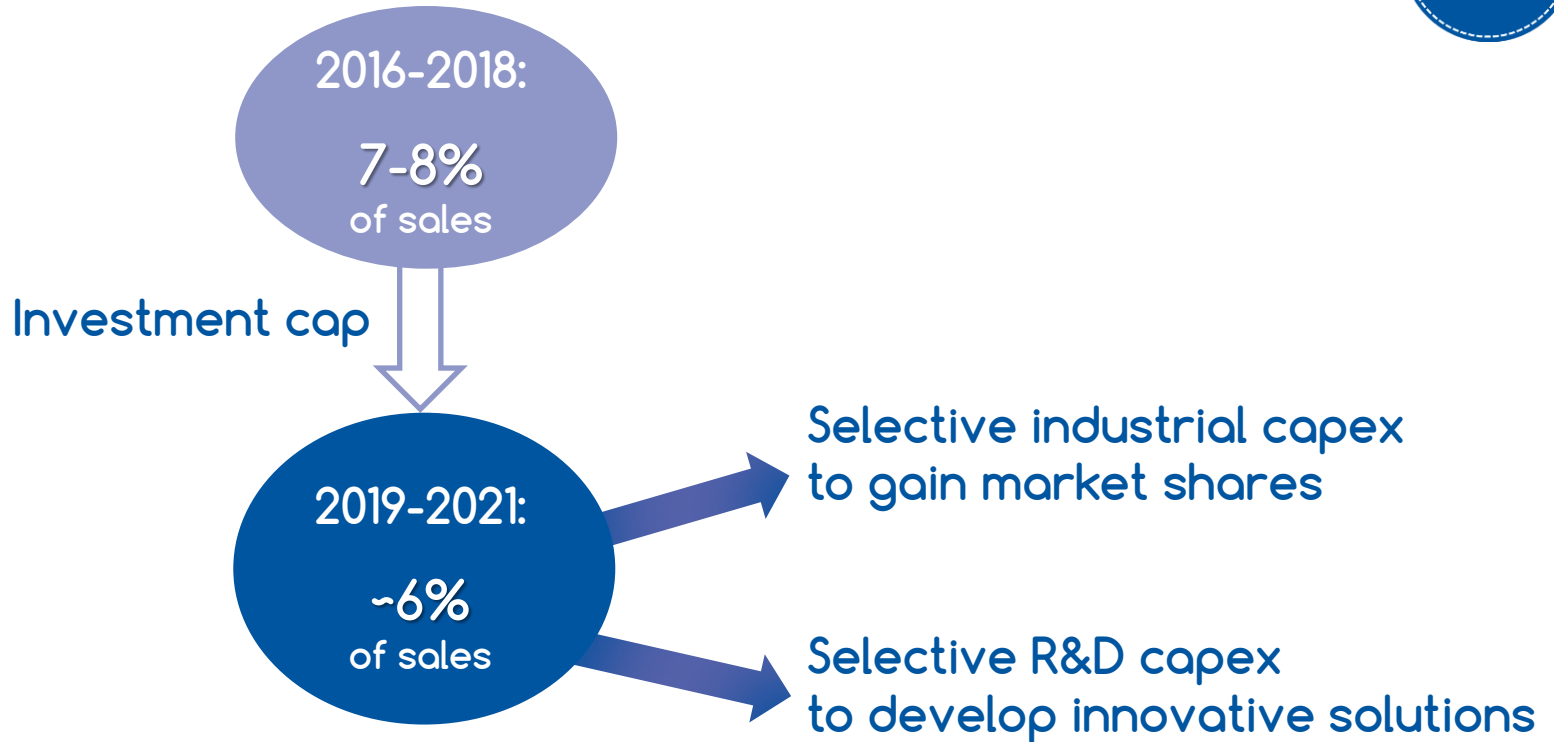 2016-2018:
7-8%
of sales
Investment cap
2019-2021:
~6%
of sales
Selective industrial capex
to gain market shares
Selective R&D capex
to develop innovative solutions